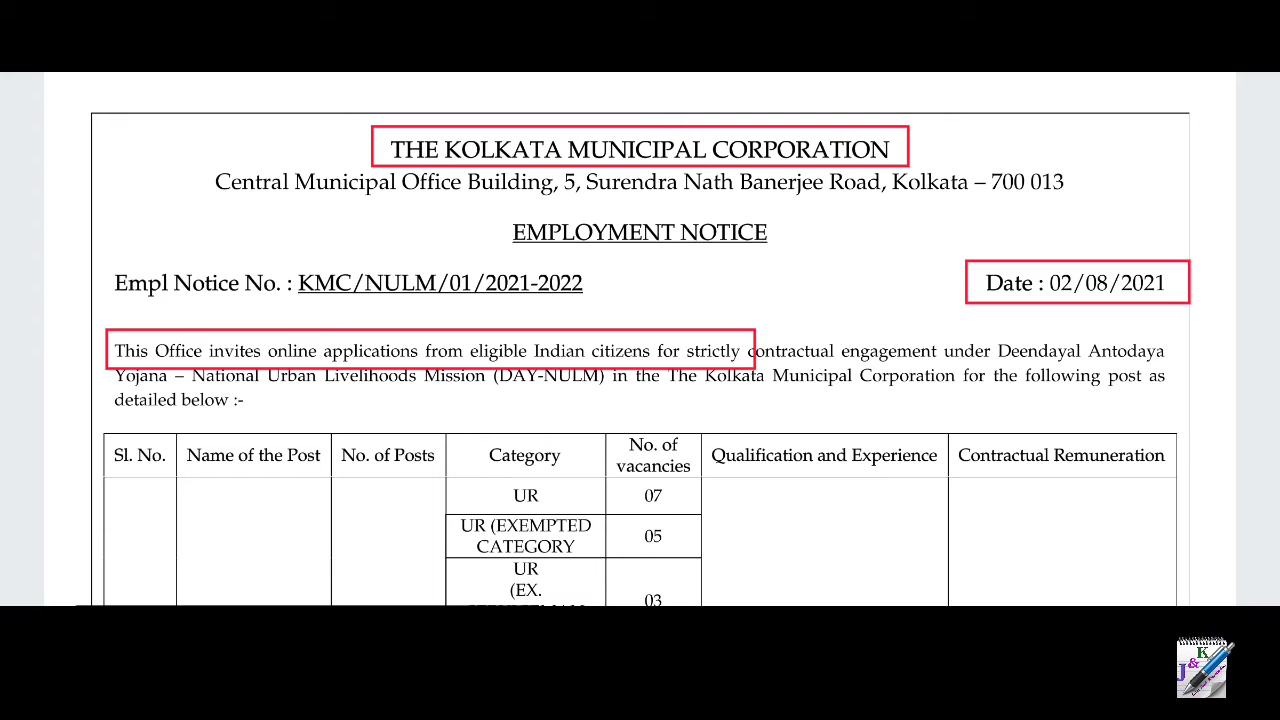 THE KOLKATA MUNICIPAL CORPORATION
Central Municipal Office Building, 5, Surendra Nath Banerjee Road, Kolkata – 700 013
EMPLOYMENT NOTICE
Empl Notice No. : KMC/NULM/01/2021-2022
Date : 02/08/2021
This Office invites online applications from eligible Indian citizens for strictly contractual engagement under Deendayal Antodaya
Yojana – National Urban Livelihoods Mission (DAY-NULM) in the The Kolkata Municipal Corporation for the following post as
detailed below :-
Sl. No. Name of the Post No. of Posts Category No. of vacancies Qualification and Experience Contractual Remuneration
UR 07
UR (EXEMPTED
CATEGORY 05
UR
(EX.
03
J & K